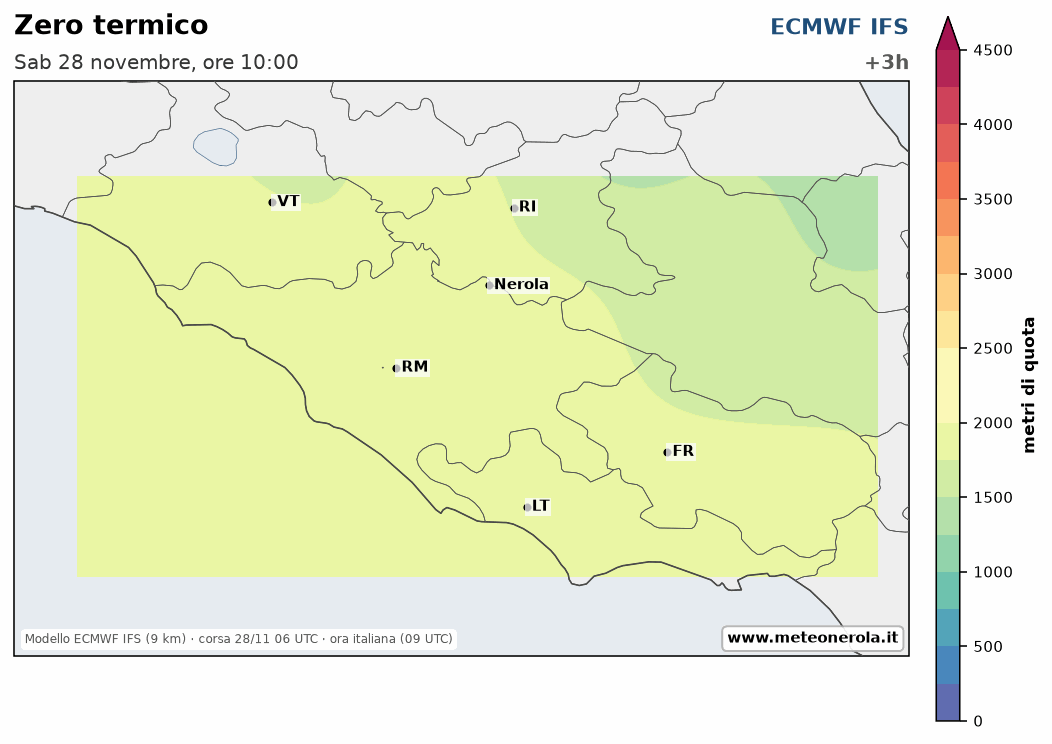 Zero termico
ECMWF IFS
Sab 28 novembre, ore 10:00
+3h
VT
RI
Nerola
RM
FR
LT
Modello ECMWF IFS (9 km) · corsa 28/11 06 UTC · ora italiana (09 UTC)
www.meteonerola.it
4500
4000
3500
3000
2500
2000
1500
1000
500
0
metri di quota